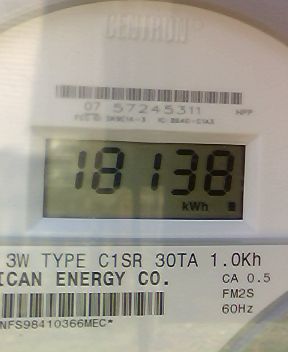 CENTRON
07 57245311 NPP
18138
kWh
3W TYPE C1SR 30TA 1.0Kh
ICAN ENERGY CO. CA 0.5
FM2S
NFS98410366MEC* 60Hz